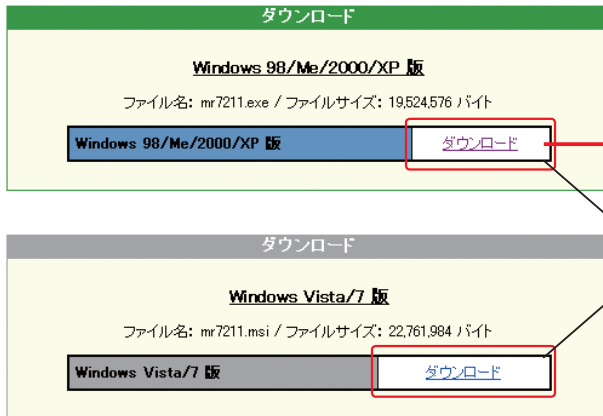 ダウンロード
Windows 98/Me/2000/XP 版
ファイル名: mr7211.exe / ファイルサイズ: 19,524,576 バイト
Windows 98/Me/2000/XP 版 ダウンロード
ダウンロード
Windows Vista/7 版
ファイル名: mr7211.msi / ファイルサイズ: 22,761,984 バイト
Windows Vista/7 版 ダウンロード